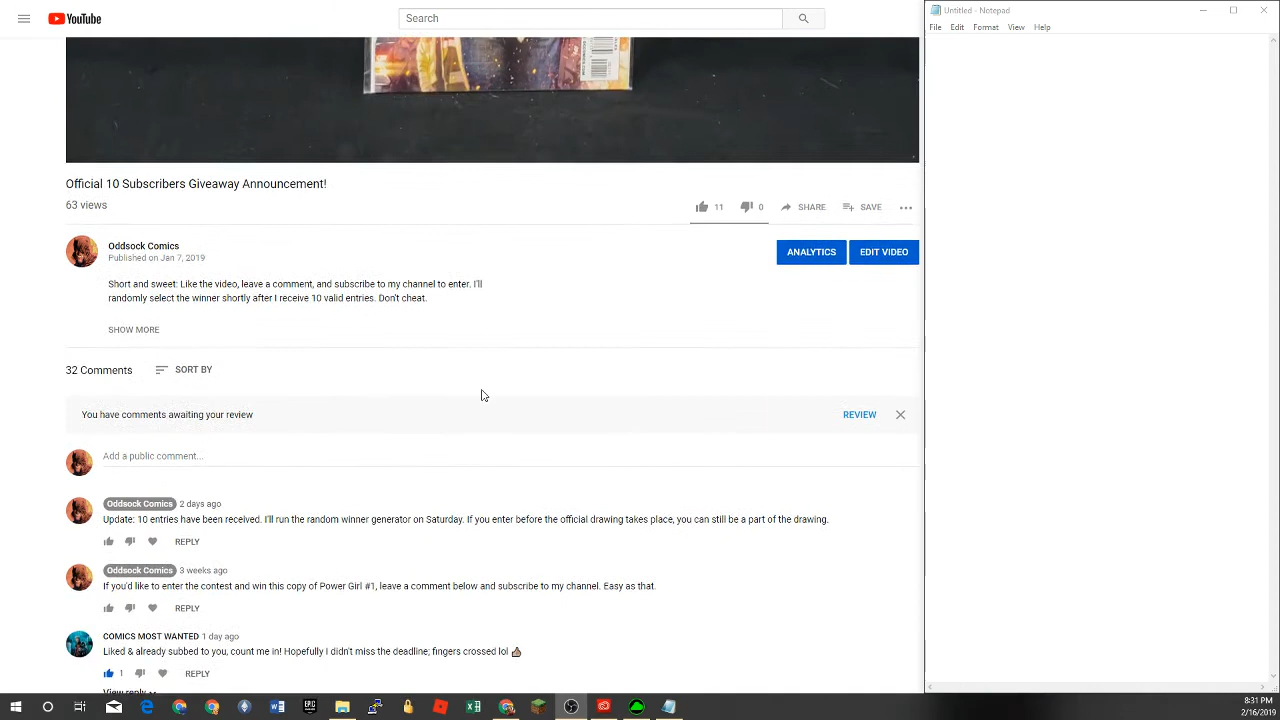 YouTube
Search
Untitled - Notepad
File Edit Format View Help
Official 10 Subscribers Giveaway Announcement!
63 views
11 0 SHARE SAVE
Oddsock Comics
Published on Jan 7, 2019
ANALYTICS EDIT VIDEO
Short and sweet: Like the video, leave a comment, and subscribe to my channel to enter. I'll
randomly select the winner shortly after I receive 10 valid entries. Don't cheat.
SHOW MORE
32 Comments SORT BY
You have comments awaiting your review REVIEW
Add a public comment...
Oddsock Comics 2 days ago
Update: 10 entries have been received. I'll run the random winner generator on Saturday. If you enter before the official drawing takes place, you can still be a part of the drawing.
REPLY
Oddsock Comics 3 weeks ago
If you'd like to enter the contest and win this copy of Power Girl #1, leave a comment below and subscribe to my channel. Easy as that.
REPLY
COMICS MOST WANTED 1 day ago
Liked & already subbed to you, count me in! Hopefully I didn't miss the deadline; fingers crossed lol 👍🏽
1 REPLY
View reply
EPIC
8:31 PM
2/16/2019